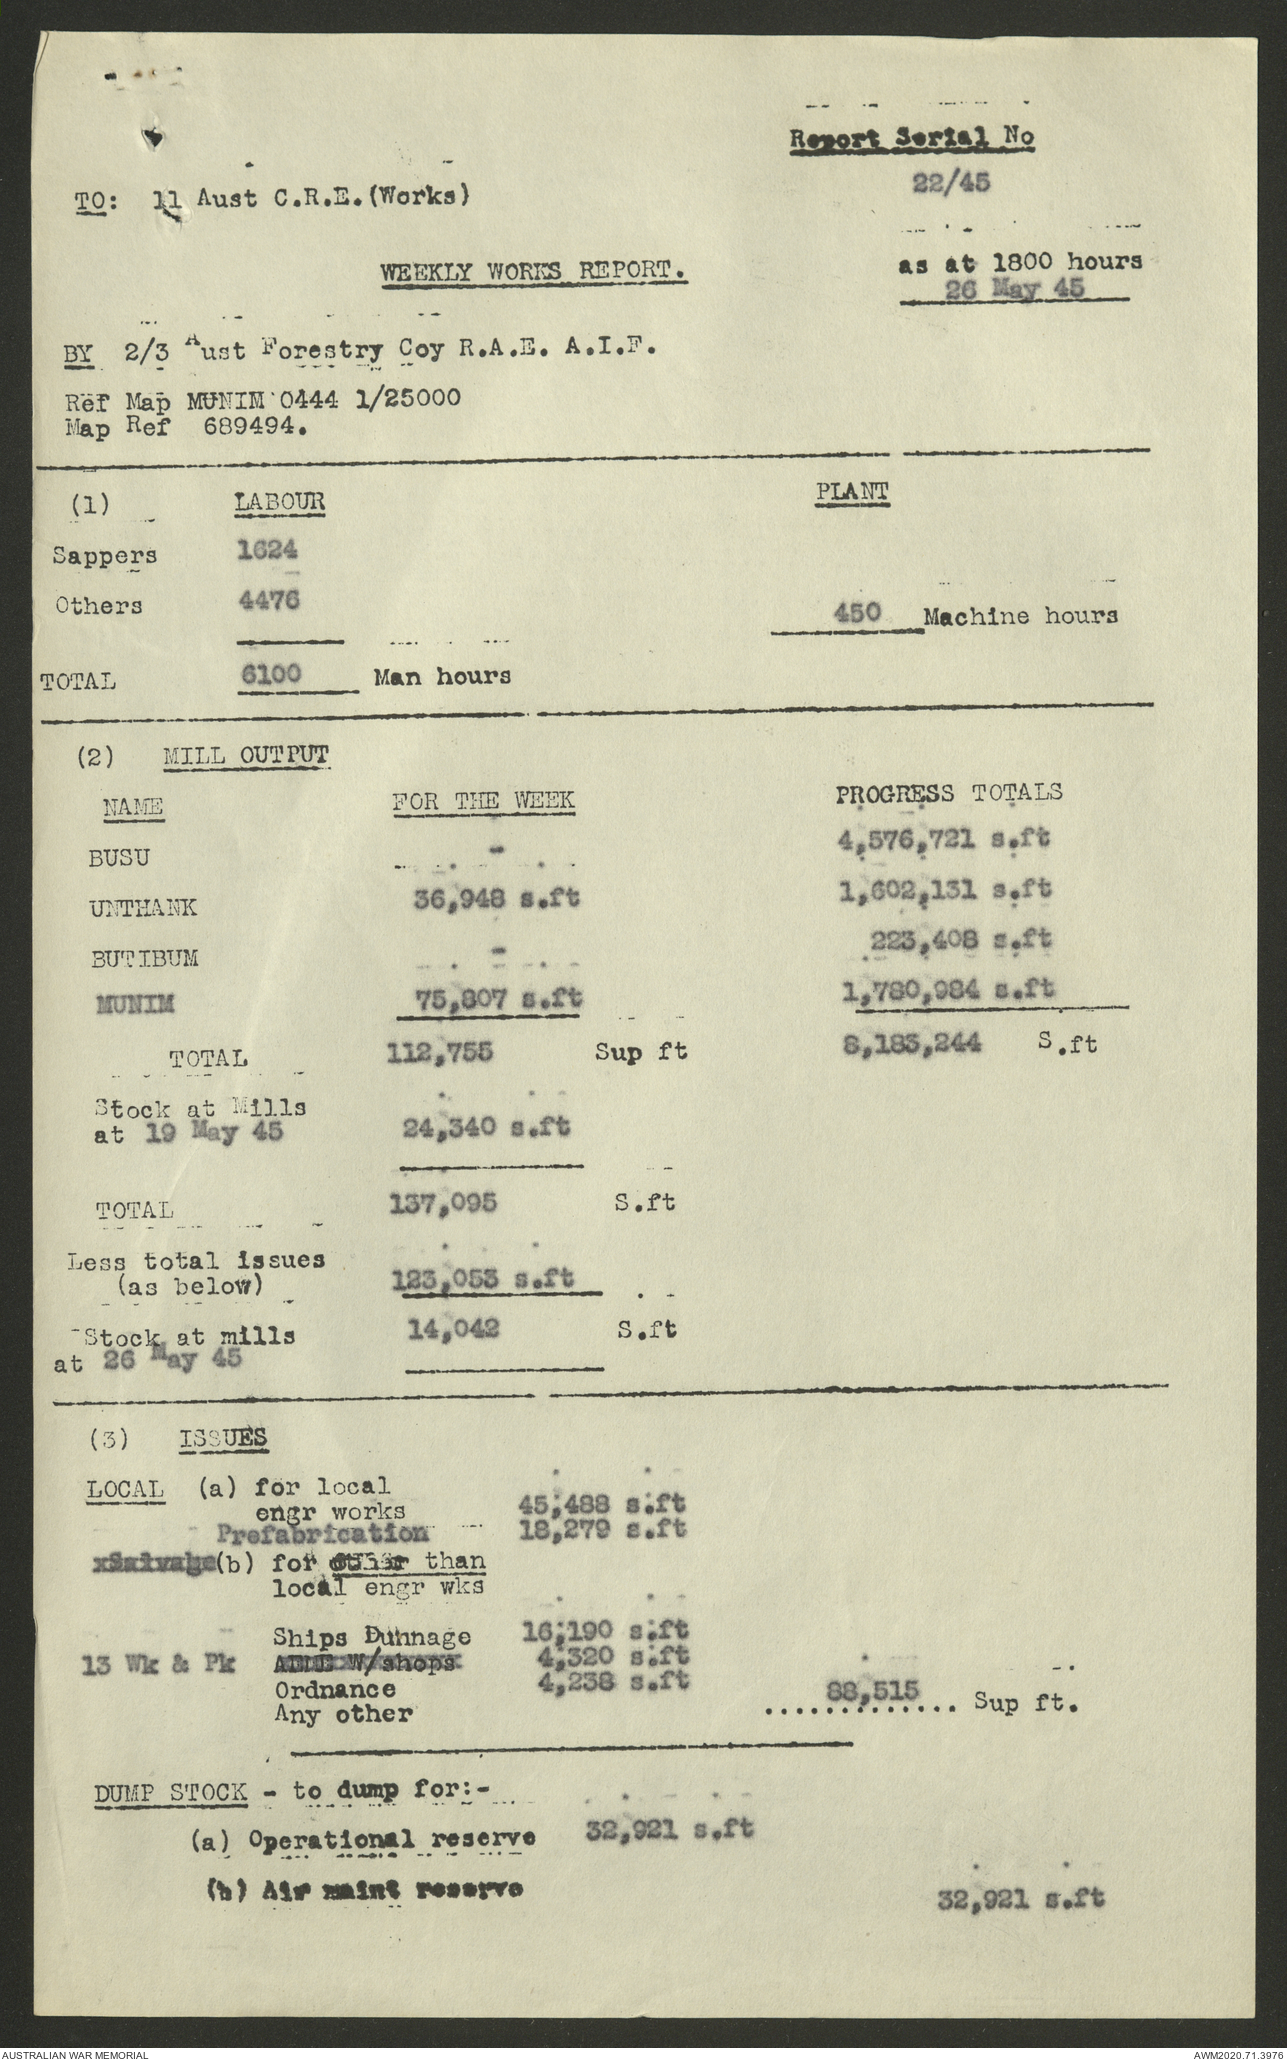 Report Serial No
22/45
TO: 11 Aust C.R.E.(Works)
WEEKLY WORKS REPORT.
as at 1800 hours
26 May 45
BY 2/3 Aust Forestry Coy R.A.E. A.I.F.
Ref Map MUNIM 0444 1/25000
Map Ref 689494.
(1) LABOUR PLANT
Sappers 1624
Others 4476 450 Machine hours
TOTAL 6100 Man hours
(2) MILL OUTPUT
NAME FOR THE WEEK PROGRESS TOTALS
BUSU - 4,576,721 s.ft
UNTHANK 36,948 s.ft 1,602,131 s.ft
BUTIBUM - 223,408 s.ft
MUNIM 75,807 s.ft 1,780,984 s.ft
TOTAL 112,755 Sup ft 8,183,244 S.ft
Stock at Mills
at 19 May 45 24,340 s.ft
TOTAL 137,095 S.ft
Less total issues
(as below) 123,053 s.ft
Stock at mills 14,042 S.ft
at 26 May 45
(3) ISSUES
LOCAL (a) for local
engr works 45,488 s.ft
Prefabrication 18,279 s.ft
xSalvage(b) for other than
local engr wks
Ships Dunnage 16,190 s.ft
13 Wk & Pk W/shops 4,320 s.ft
Ordnance 4,238 s.ft
Any other 88,515 ............. Sup ft.
DUMP STOCK - to dump for:-
(a) Operational reserve 32,921 s.ft
(b) Air maint reserve
32,921 s.ft
AUSTRALIAN WAR MEMORIAL AWM2020.71.3976